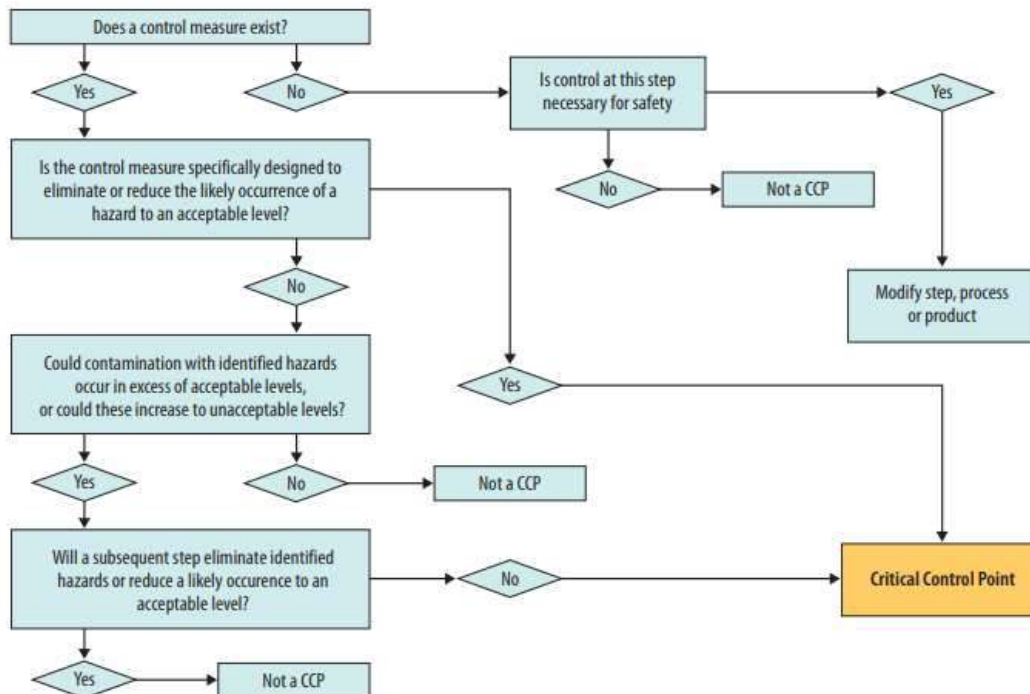 Does a control measure exist?
Yes
No
Is control at this step
necessary for safety
Yes
No
Not a CCP
Modify step, process
or product
Is the control measure specifically designed to
eliminate or reduce the likely occurrence of a
hazard to an acceptable level?
No
Yes
Could contamination with identified hazards
occur in excess of acceptable levels,
or could these increase to unacceptable levels?
Yes
No
Not a CCP
Will a subsequent step eliminate identified
hazards or reduce a likely occurence to an
acceptable level?
No
Critical Control Point
Yes
Not a CCP